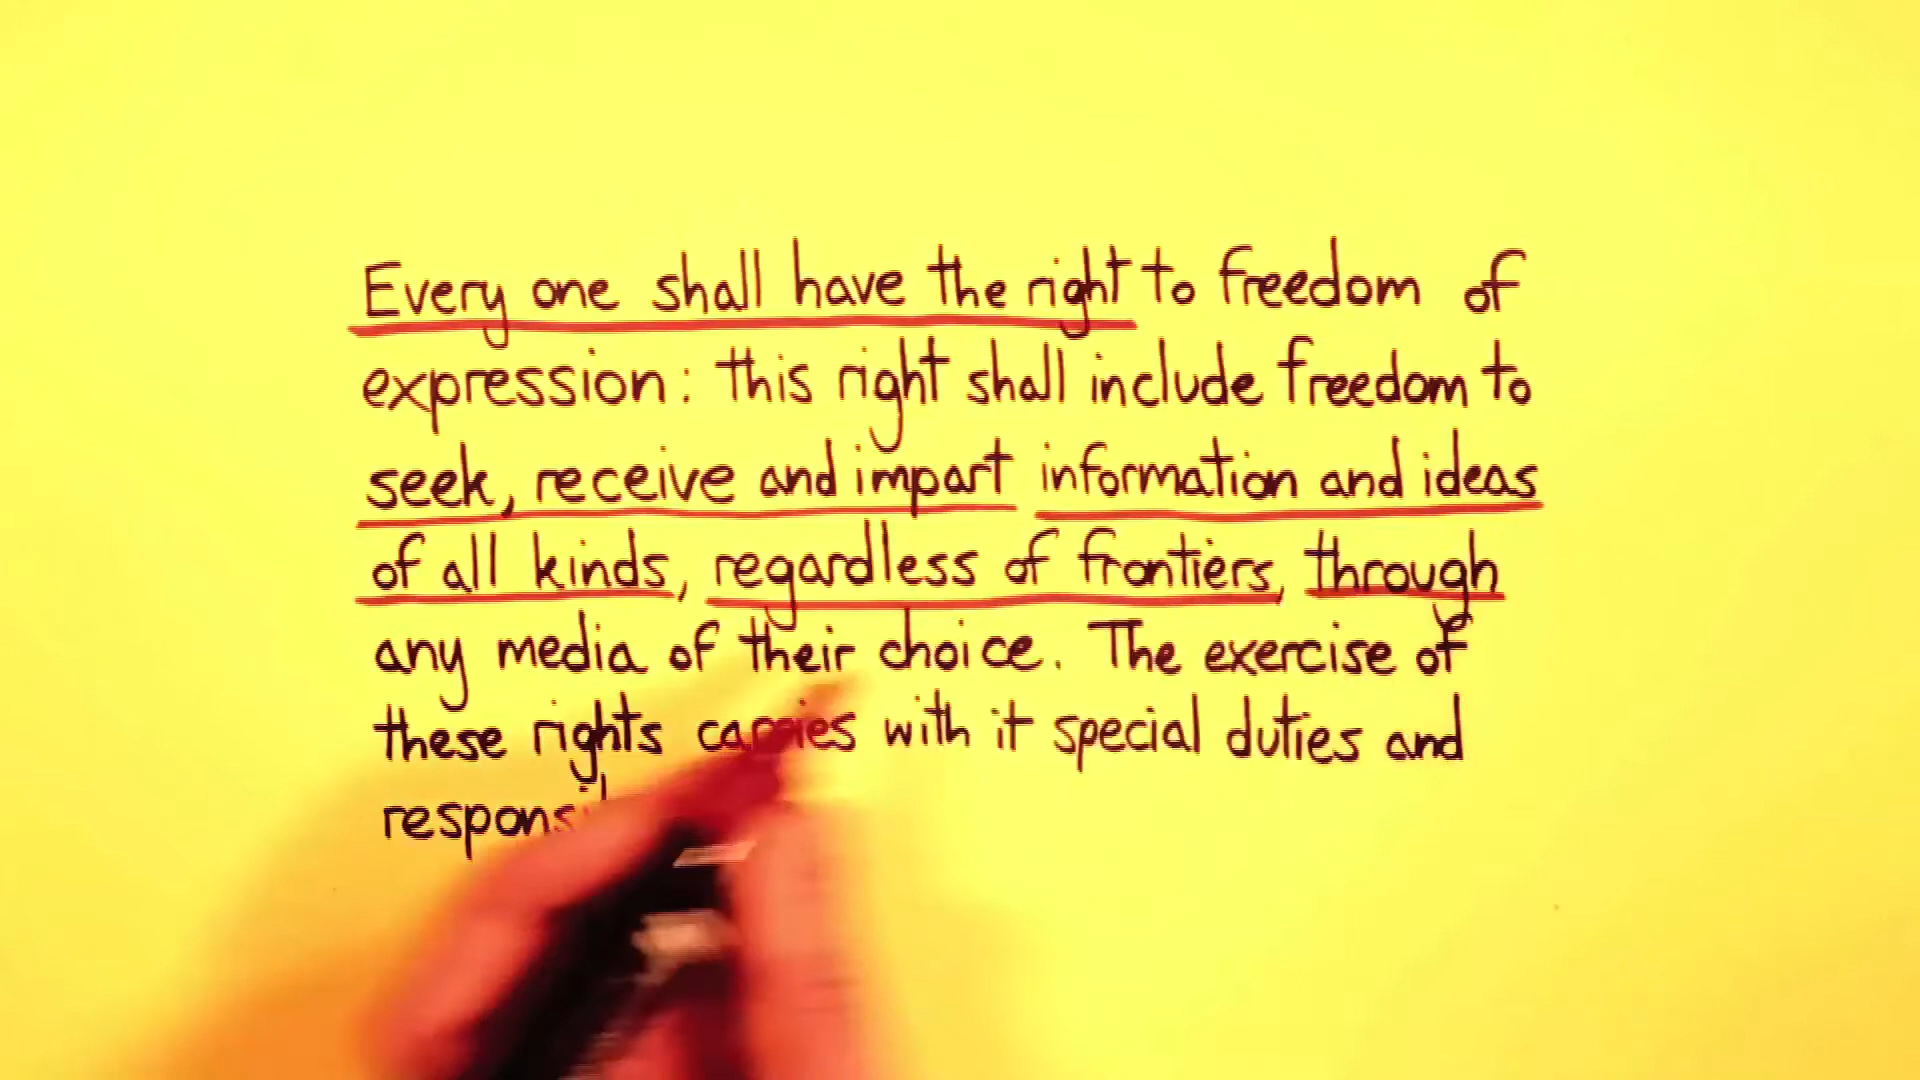 Every one shall have the right to freedom of
expression: this right shall include freedom to
seek, receive and impart information and ideas
of all kinds, regardless of frontiers, through
any media of their choice. The exercise of
these rights carries with it special duties and